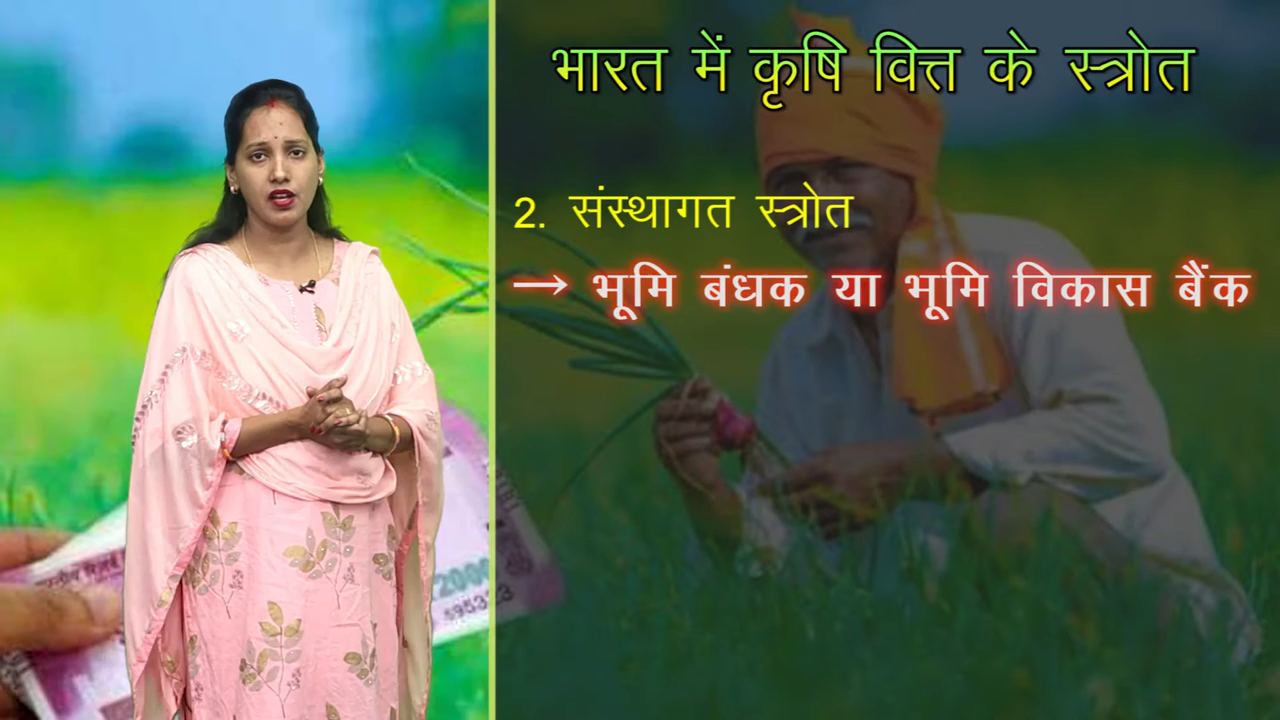 भारत में कृषि वित्त के स्त्रोत
2. संस्थागत स्त्रोत
→ भूमि बंधक या भूमि विकास बैंक